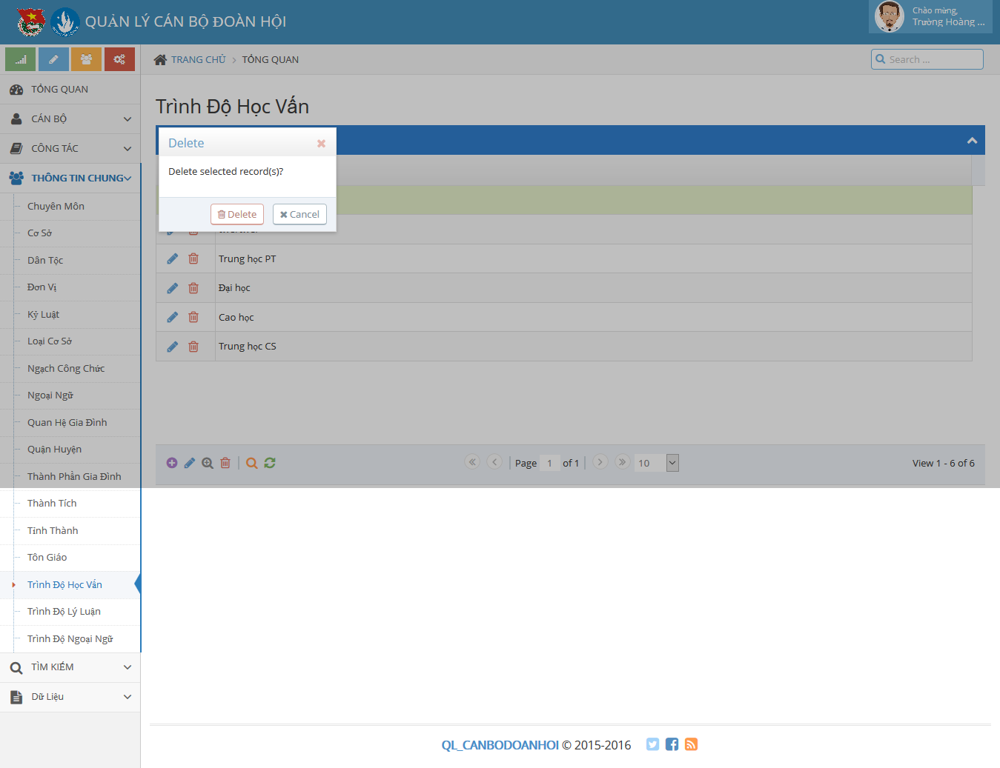 QUẢN LÝ CÁN BỘ ĐOÀN HỘI
Chào mừng,
Trường Hoàng ...
TRANG CHỦ > TỔNG QUAN
Search ...
TỔNG QUAN
CÁN BỘ
CÔNG TÁC
THÔNG TIN CHUNG
Chuyên Môn
Cơ Sở
Dân Tộc
Đơn Vị
Kỷ Luật
Loại Cơ Sở
Ngạch Công Chức
Ngoại Ngữ
Quan Hệ Gia Đình
Quận Huyện
Thành Phần Gia Đình
Thành Tích
Tỉnh Thành
Tôn Giáo
Trình Độ Học Vấn
Trình Độ Lý Luận
Trình Độ Ngoại Ngữ
TÌM KIẾM
Dữ Liệu
Trình Độ Học Vấn
Delete
Delete selected record(s)?
Delete
Cancel
Trung học PT
Đại học
Cao học
Trung học CS
Page 1 of 1
10
View 1 - 6 of 6
QL_CANBODOANHOI © 2015-2016